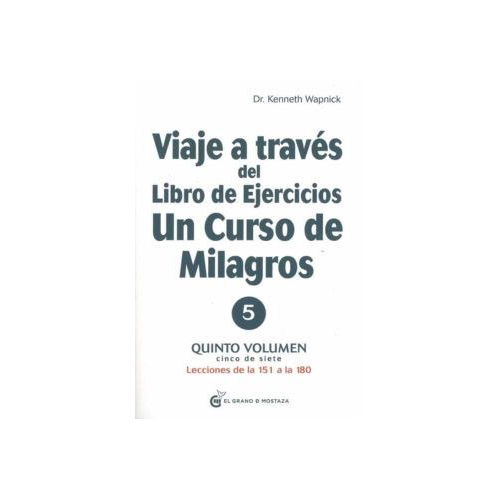 Dr. Kenneth Wapnick
Viaje a través
del
Libro de Ejercicios
Un Curso de
Milagros
5
QUINTO VOLUMEN
cinco de siete
Lecciones de la 151 a la 180
EL GRANO D MOSTAZA